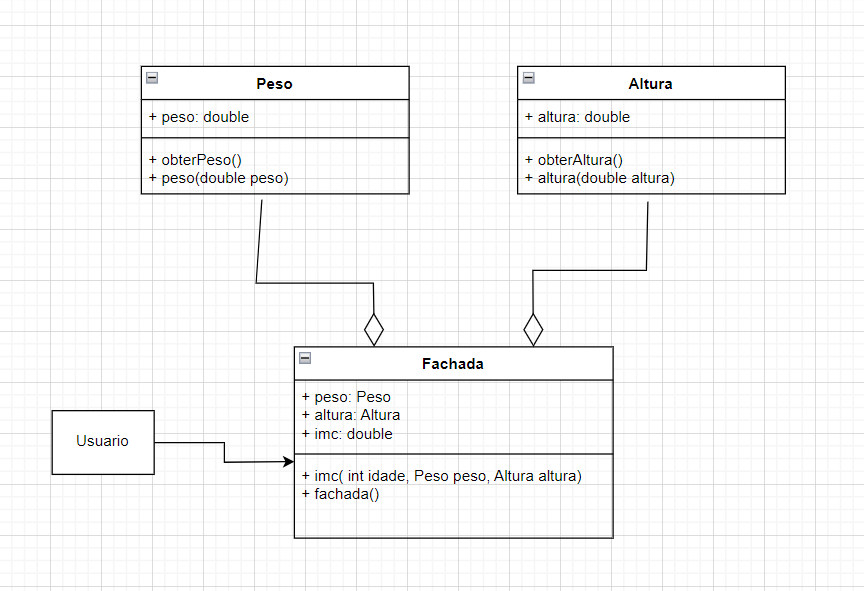 Peso
+ peso: double
+ obterPeso()
+ peso(double peso)
Altura
+ altura: double
+ obterAltura()
+ altura(double altura)
Fachada
+ peso: Peso
+ altura: Altura
+ imc: double
+ imc( int idade, Peso peso, Altura altura)
+ fachada()
Usuario